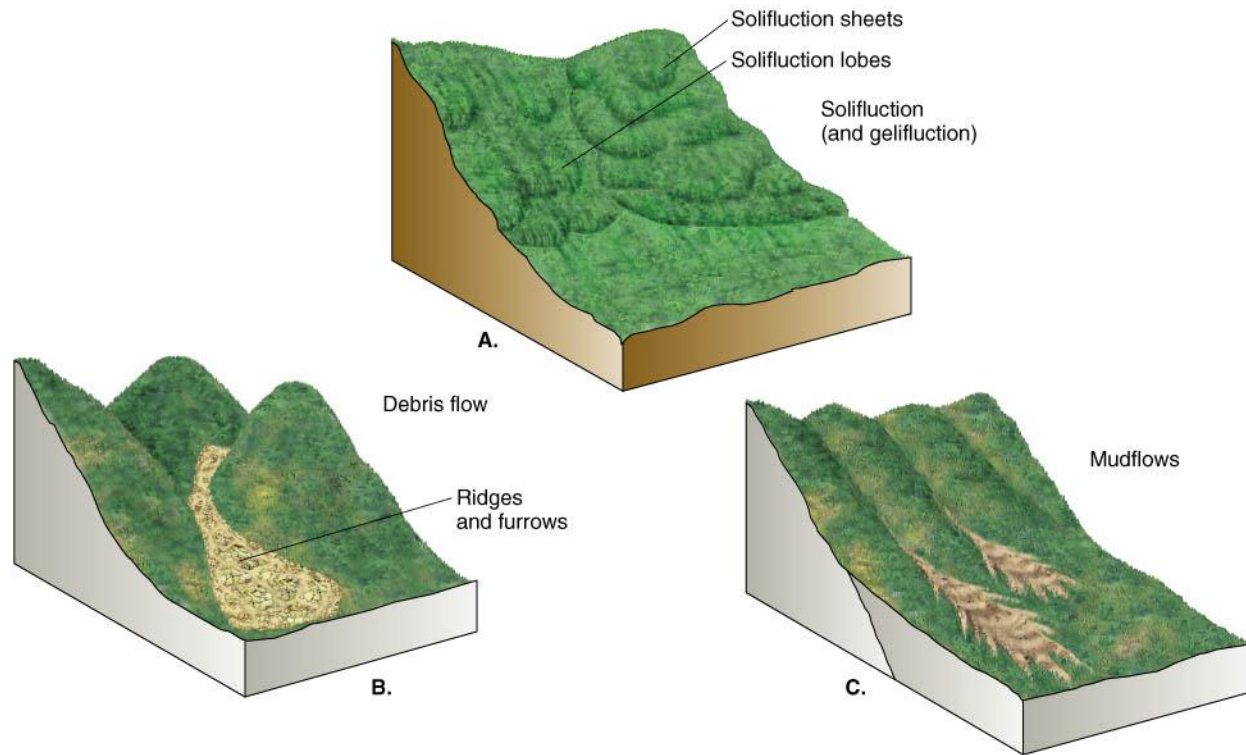 Solifluction sheets
Solifluction lobes
Solifluction
(and gelifluction)
A.
Debris flow
Ridges
and furrows
B.
Mudflows
C.